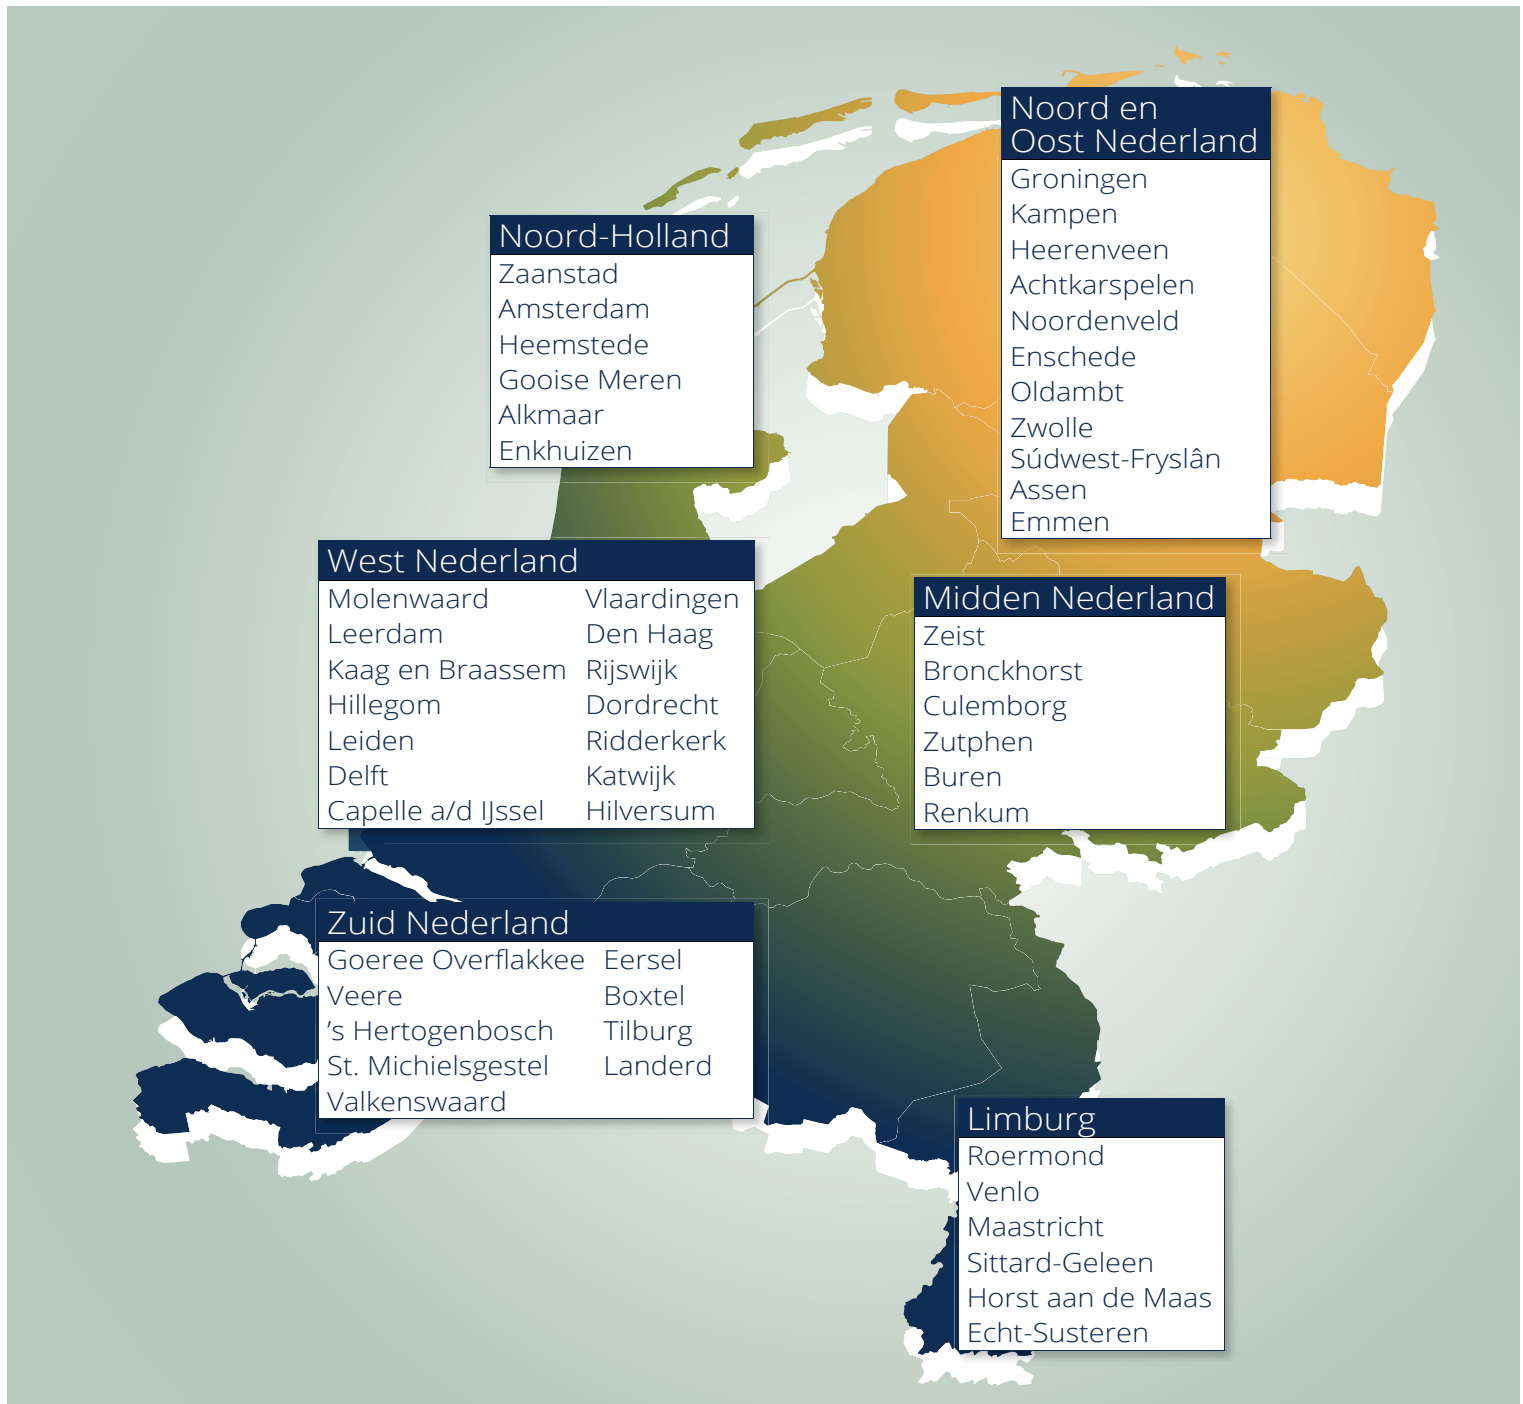 Noord en
Oost Nederland
Groningen
Kampen
Heerenveen
Achtkarspelen
Noordenveld
Enschede
Oldambt
Zwolle
Súdwest-Fryslân
Assen
Emmen
Noord-Holland
Zaanstad
Amsterdam
Heemstede
Gooise Meren
Alkmaar
Enkhuizen
West Nederland
Molenwaard
Leerdam
Kaag en Braassem
Hillegom
Leiden
Delft
Capelle a/d IJssel
Vlaardingen
Den Haag
Rijswijk
Dordrecht
Ridderkerk
Katwijk
Hilversum
Midden Nederland
Zeist
Bronckhorst
Culemborg
Zutphen
Buren
Renkum
Zuid Nederland
Goeree Overflakkee
Veere
’s Hertogenbosch
St. Michielsgestel
Valkenswaard
Eersel
Boxtel
Tilburg
Landerd
Limburg
Roermond
Venlo
Maastricht
Sittard-Geleen
Horst aan de Maas
Echt-Susteren